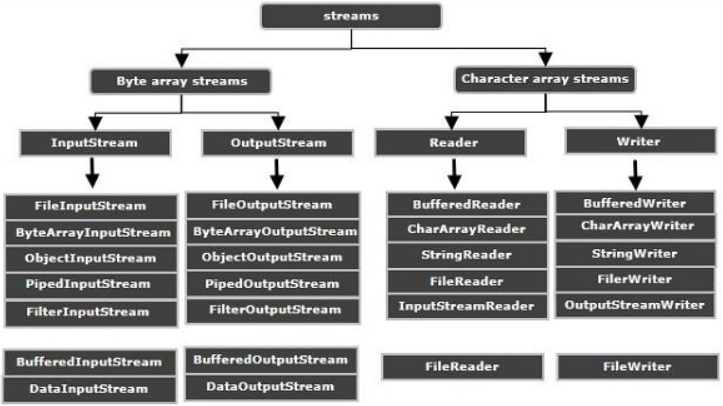 streams
Byte array streams
Character array streams
InputStream
OutputStream
Reader
Writer
FileInputStream
ByteArrayInputStream
ObjectInputStream
PipedInputStream
FilterInputStream
FileOutputStream
ByteArrayOutputStream
ObjectOutputStream
PipedOutputStream
FilterOutputStream
BufferedReader
CharArrayReader
StringReader
FileReader
InputStreamReader
BufferedWriter
CharArrayWriter
StringWriter
FilerWriter
OutputStreamWriter
BufferedInputStream
DataInputStream
BufferedOutputStream
DataOutputStream
FileReader
FileWriter